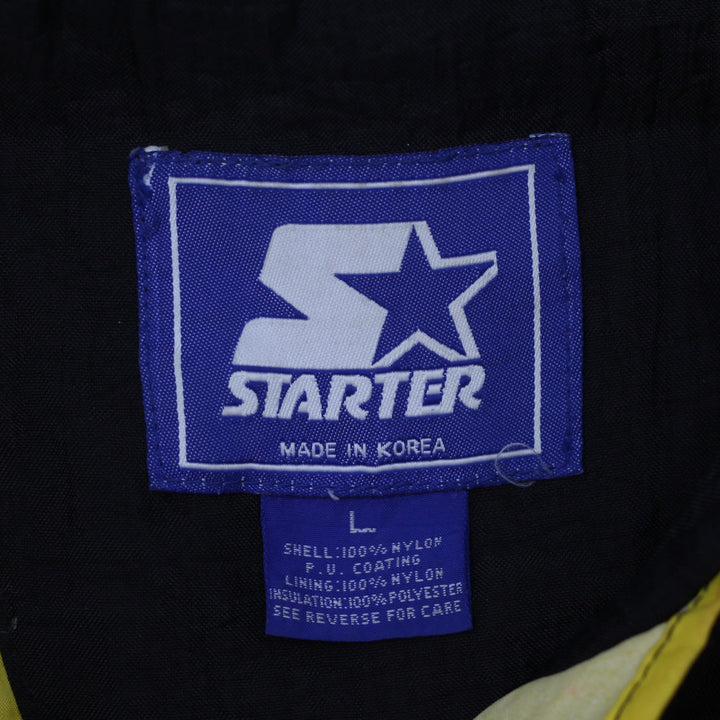 STARTER
MADE IN KOREA
L
SHELL:100% NYLON
P.U. COATING
LINING:100% NYLON
INSULATION:100% POLYESTER
SEE REVERSE FOR CARE